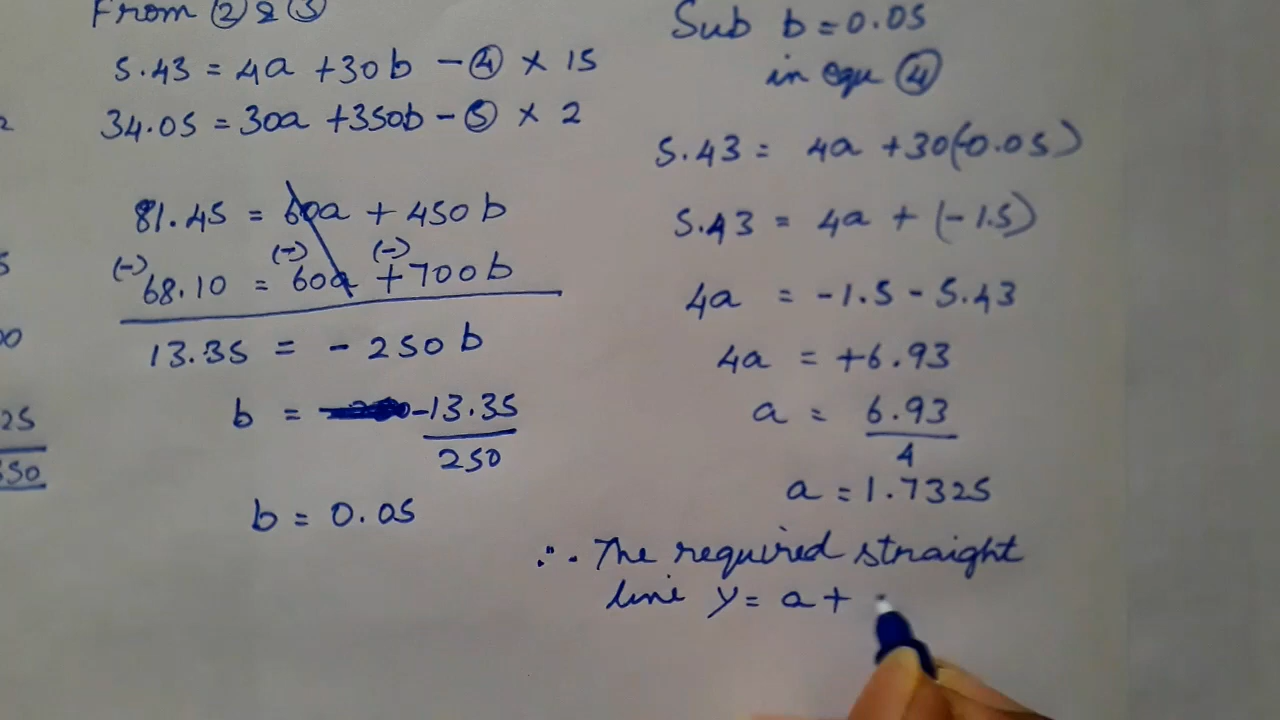 From ② & ③
5.43 = 4a + 30b - ④ × 15
34.05 = 30a + 350b - ⑤ × 2
81.45 = 60a + 450b
(-) (-) (-)
68.10 = 60a + 700b
13.35 = - 250b
b = -13.35
250
b = 0.05
Sub b = 0.05
in equ ④
5.43 = 4a + 30(-0.05)
5.43 = 4a + (-1.5)
4a = -1.5 - 5.43
4a = +6.93
a = 6.93
4
a = 1.7325
∴ The required straight
line y = a +
25
50